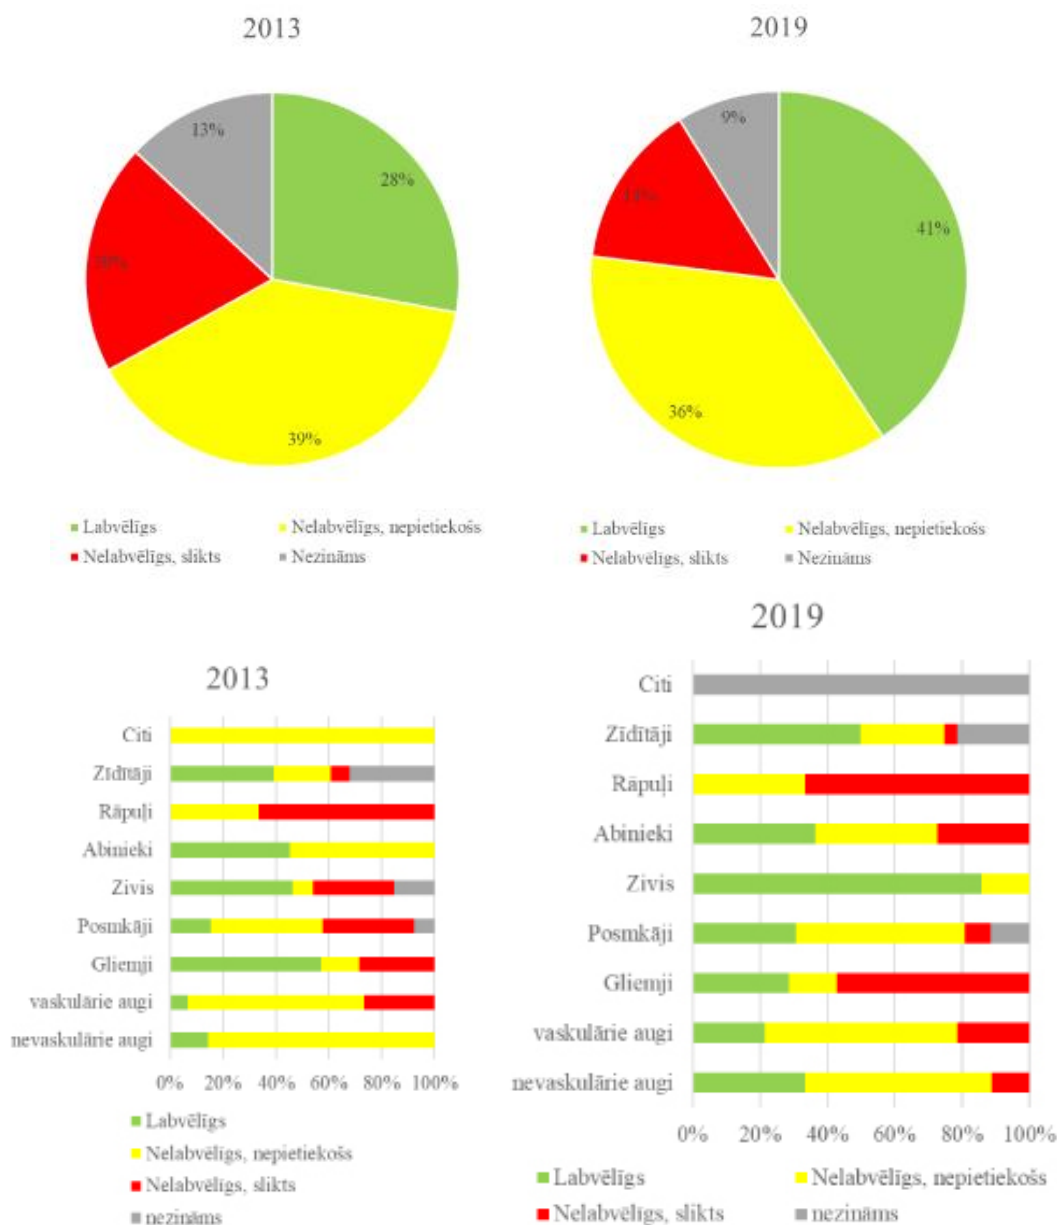 2013
2019
13%
28%
39%
9%
41%
36%
Labvēlīgs
Nelabvēlīgs, nepietiekošs
Nelabvēlīgs, slikts
Nezināms
Labvēlīgs
Nelabvēlīgs, nepietiekošs
Nelabvēlīgs, slikts
Nezināms
2013
Citi
Zīdītāji
Rāpuļi
Abinieki
Zivis
Posmkāji
Gliemji
vaskulārie augi
nevaskulārie augi
0% 20% 40% 60% 80% 100%
Labvēlīgs
Nelabvēlīgs, nepietiekošs
Nelabvēlīgs, slikts
nezināms
2019
Citi
Zīdītāji
Rāpuļi
Abinieki
Zivis
Posmkāji
Gliemji
vaskulārie augi
nevaskulārie augi
0% 20% 40% 60% 80% 100%
Labvēlīgs
Nelabvēlīgs, nepietiekošs
Nelabvēlīgs, slikts
nezināms